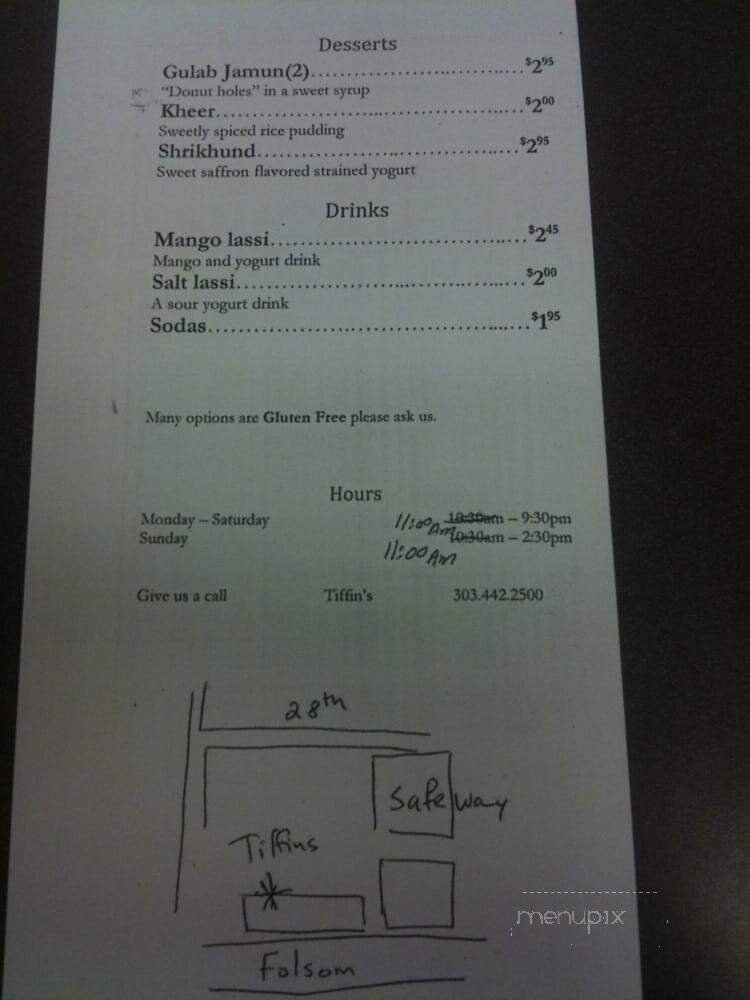 Desserts
Gulab Jamun(2)................................$2.95
"Donut holes" in a sweet syrup
Kheer................................................$2.00
Sweetly spiced rice pudding
Shrikhund.........................................$2.95
Sweet saffron flavored strained yogurt
Drinks
Mango lassi.......................................$2.45
Mango and yogurt drink
Salt lassi............................................$2.00
A sour yogurt drink
Sodas.................................................$1.95
Many options are Gluten Free please ask us.
Hours
Monday – Saturday 11:00 Am 10:30am – 9:30pm
Sunday 11:00 Am 10:30am – 2:30pm
Give us a call Tiffin's 303.442.2500
28th
Safeway
Tiffins
Folsom
menupix